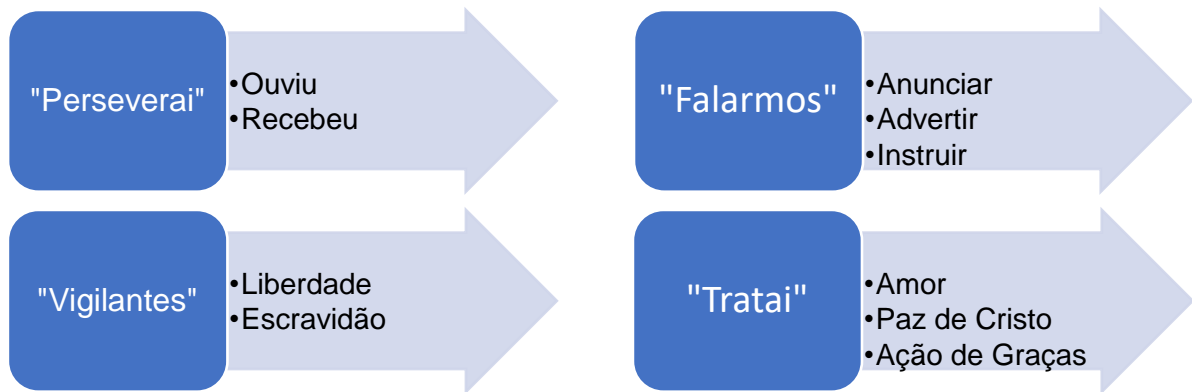 "Perseverai"
•Ouviu
•Recebeu
"Falarmos"
•Anunciar
•Advertir
•Instruir
"Vigilantes"
•Liberdade
•Escravidão
"Tratai"
•Amor
•Paz de Cristo
•Ação de Graças